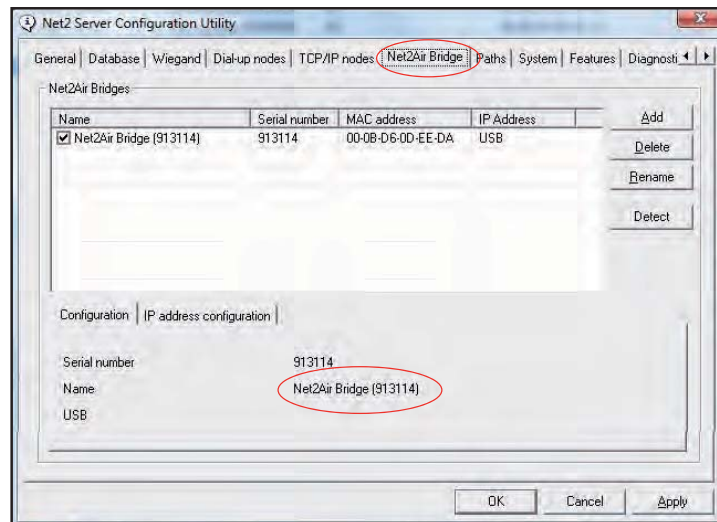 Net2 Server Configuration Utility
General Database Wiegand Dial-up nodes TCP/IP nodes Net2Air Bridge Paths System Features Diagnosti
Net2Air Bridges
Name Serial number MAC address IP Address
Net2Air Bridge (913114) 913114 00-0B-D6-0D-EE-DA USB
Add
Delete
Rename
Detect
Configuration IP address configuration
Serial number 913114
Name Net2Air Bridge (913114)
USB
OK Cancel Apply